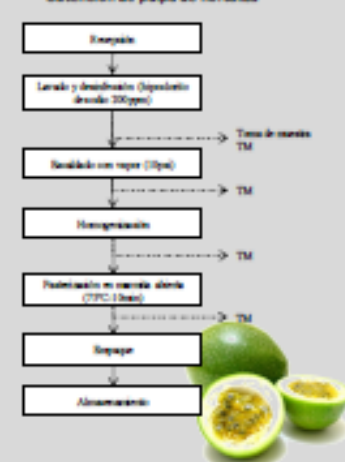 Recepción
Lavado y desinfección (hipoclorito
de sodio 200ppm)
Toma de muestra
TM
Escaldado con vapor (10psi)
TM
Homogenización
TM
Pasterización en marmita abierta
TM
Empaque
Almacenamiento